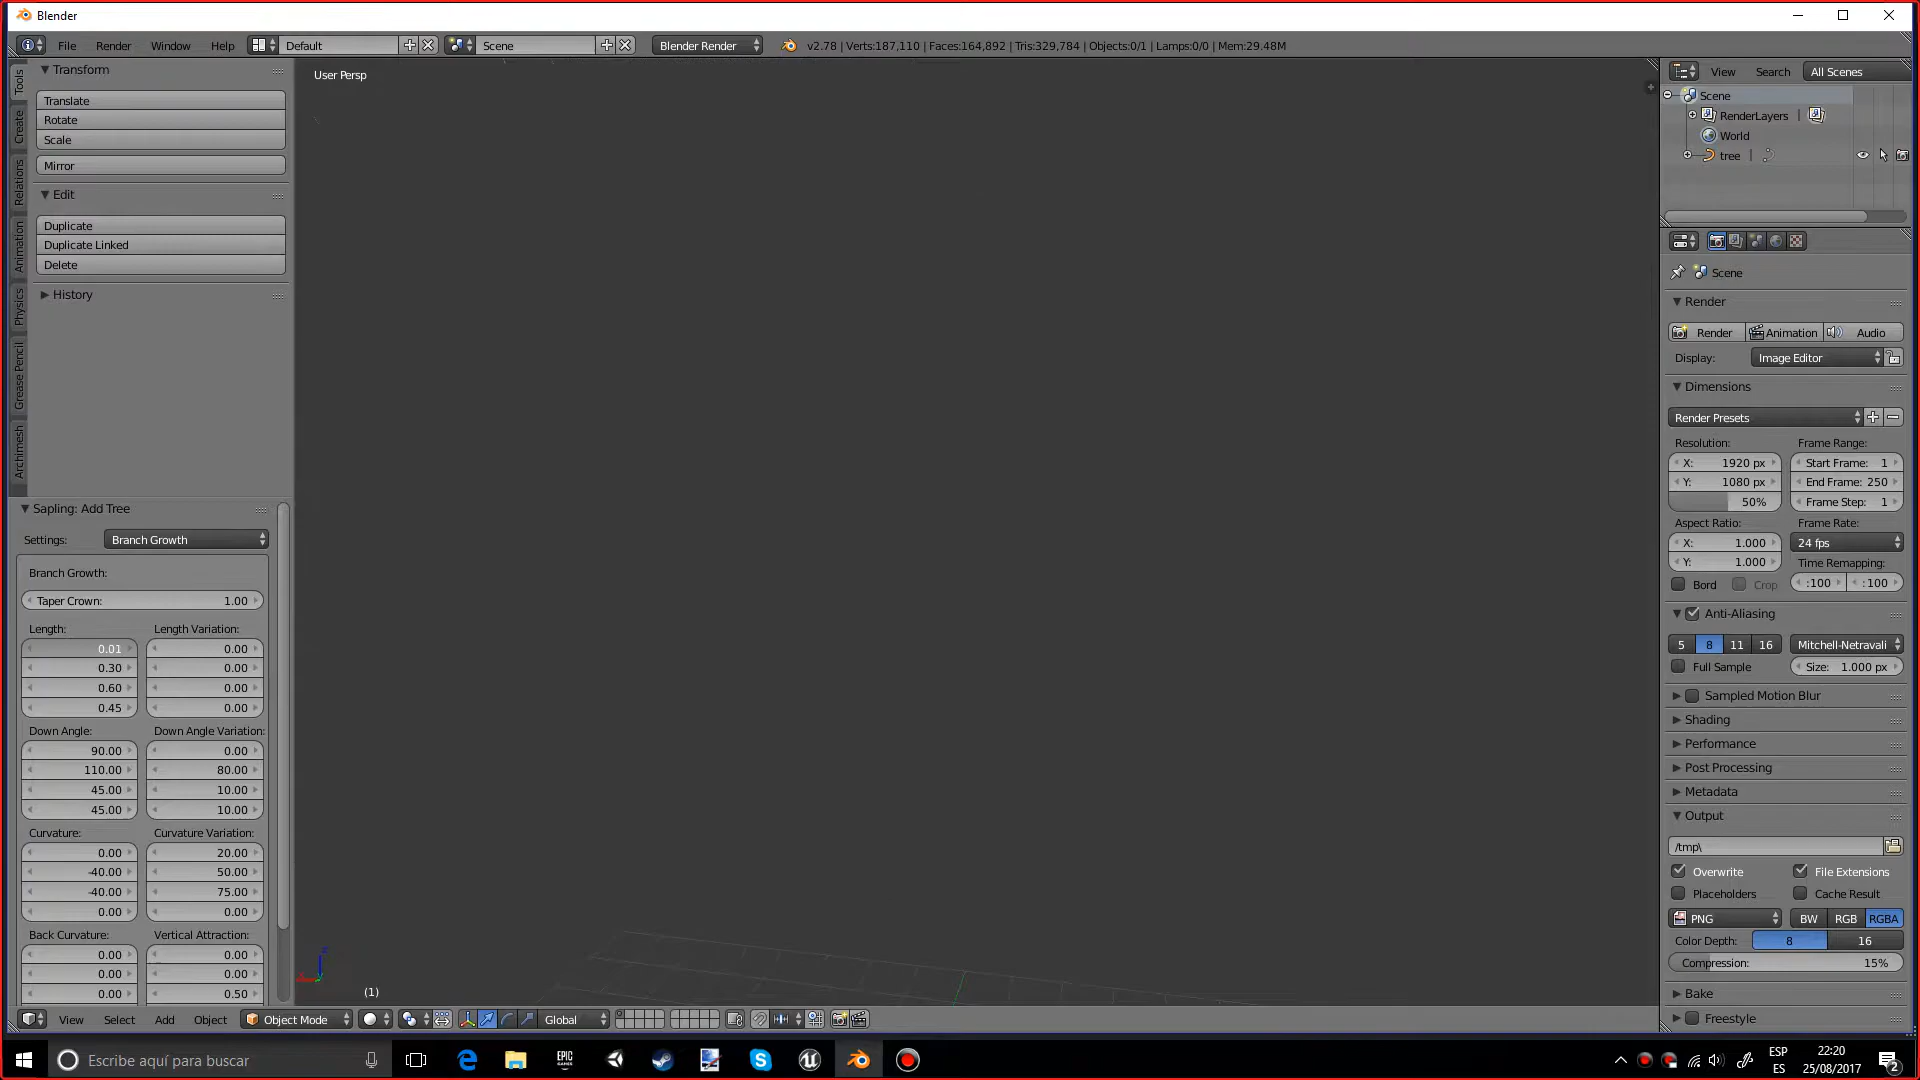 Blender
File Render Window Help Default Scene Blender Render v2.78 | Verts:187,110 | Faces:164,892 | Tris:329,784 | Objects:0/1 | Lamps:0/0 | Mem:29.48M
Tools
Create
Relations
Animation
Physics
Grease Pencil
Archimesh
Transform
Translate
Rotate
Scale
Mirror
Edit
Duplicate
Duplicate Linked
Delete
History
Sapling: Add Tree
Settings: Branch Growth
Branch Growth:
Taper Crown: 1.00
Length: Length Variation:
0.01 0.00
0.30 0.00
0.60 0.00
0.45 0.00
Down Angle: Down Angle Variation:
90.00 0.00
110.00 80.00
45.00 10.00
45.00 10.00
Curvature: Curvature Variation:
0.00 20.00
-40.00 50.00
-40.00 75.00
0.00 0.00
Back Curvature: Vertical Attraction:
0.00 0.00
0.00 0.00
0.00 0.50
User Persp
(1)
View Select Add Object Object Mode Global
View Search All Scenes
Scene
RenderLayers
World
tree
Scene
Render
Render Animation Audio
Display: Image Editor
Dimensions
Render Presets
Resolution: Frame Range:
X: 1920 px Start Frame: 1
Y: 1080 px End Frame: 250
50% Frame Step: 1
Aspect Ratio: Frame Rate:
X: 1.000 24 fps
Y: 1.000 Time Remapping:
Bord Crop :100 :100
Anti-Aliasing
5 8 11 16 Mitchell-Netravali
Full Sample Size: 1.000 px
Sampled Motion Blur
Shading
Performance
Post Processing
Metadata
Output
/tmp\
Overwrite File Extensions
Placeholders Cache Result
PNG BW RGB RGBA
Color Depth: 8 16
Compression: 15%
Bake
Freestyle
Escribe aquí para buscar
EPIC GAMES
ESP
ES
22:20
25/08/2017
2